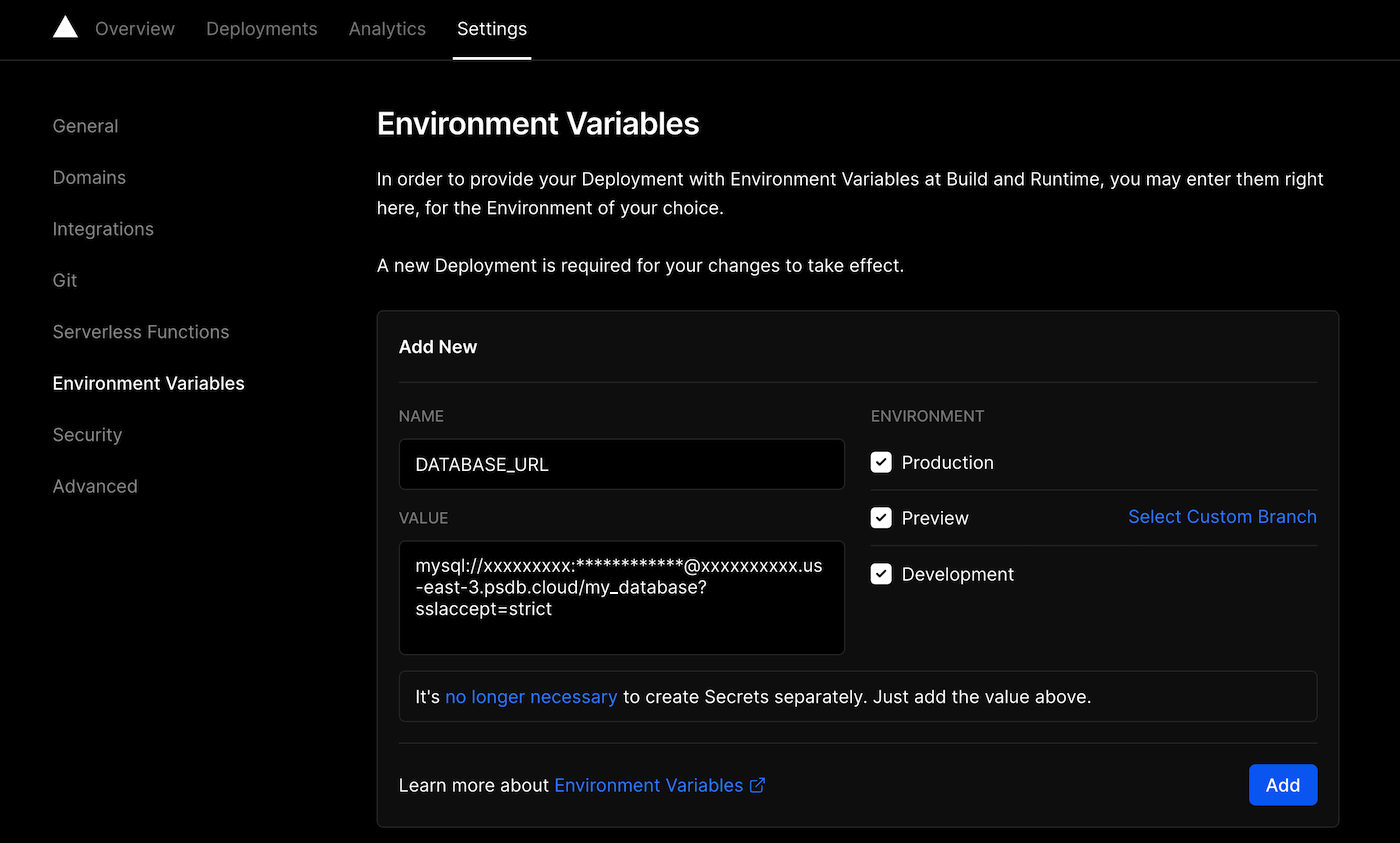 Overview Deployments Analytics Settings
General
Domains
Integrations
Git
Serverless Functions
Environment Variables
Security
Advanced
Environment Variables
In order to provide your Deployment with Environment Variables at Build and Runtime, you may enter them right
here, for the Environment of your choice.
A new Deployment is required for your changes to take effect.
Add New
NAME
DATABASE_URL
VALUE
mysql://xxxxxxxxx:************@xxxxxxxxxx.us
-east-3.psdb.cloud/my_database?
sslaccept=strict
ENVIRONMENT
Production
Preview Select Custom Branch
Development
It's no longer necessary to create Secrets separately. Just add the value above.
Learn more about Environment Variables
Add